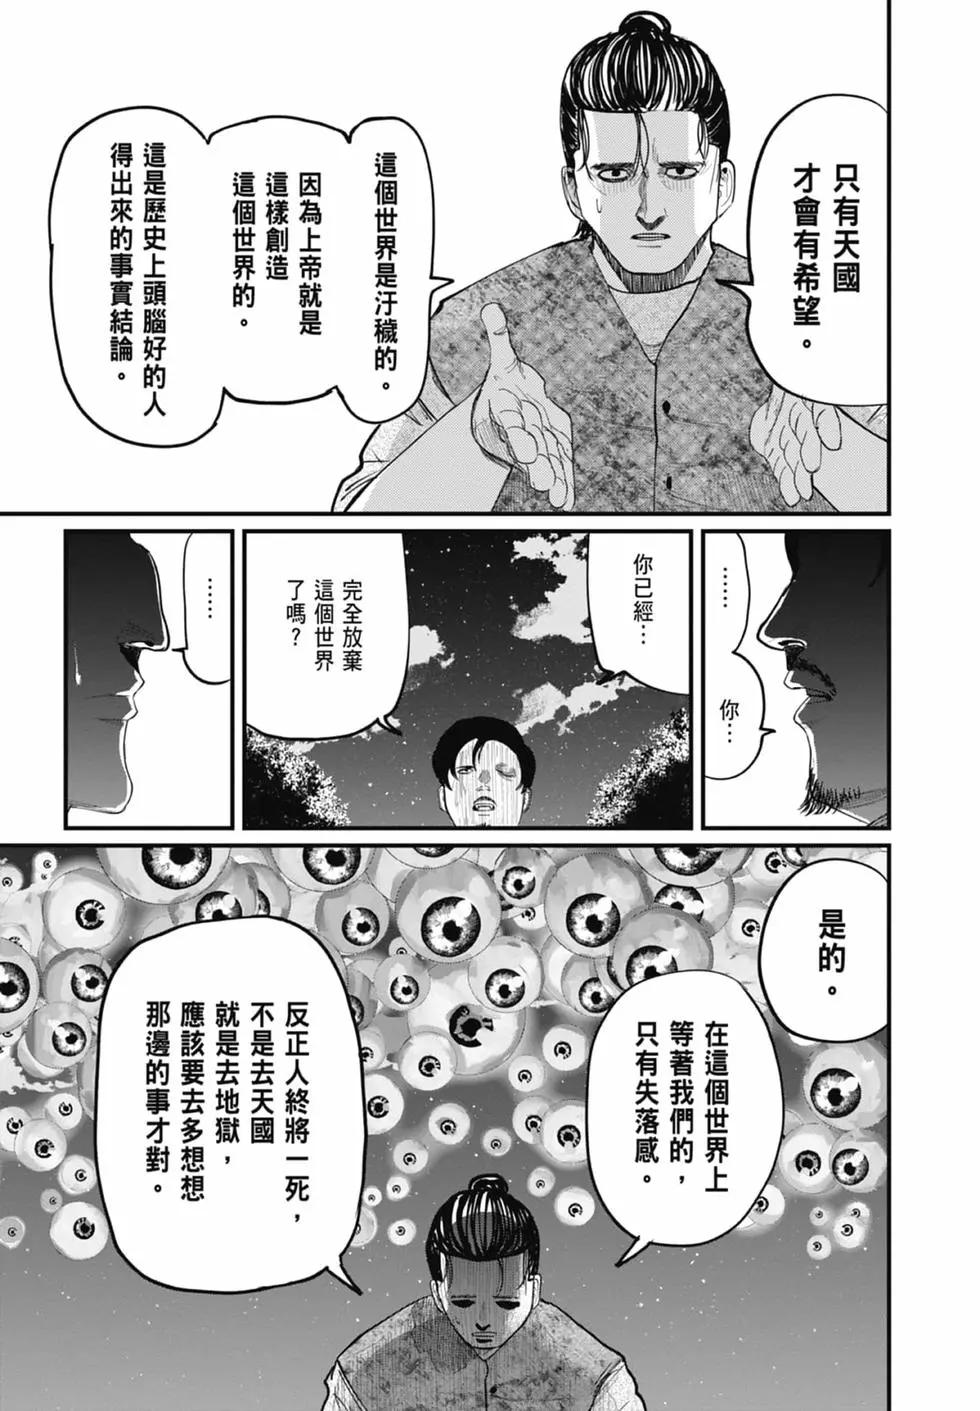 只有天國
才會有希望。
這個世界是汙穢的。
因為上帝就是
這樣創造
這個世界的。
這是歷史上頭腦好的人
得出來的事實結論。
……
你…
你已經…
完全放棄
這個世界
了嗎？
……
是的。
在這個世界上
等著我們的，
只有失落感。
反正人終將一死，
不是去天國
就是去地獄，
應該要去多想想
那邊的事才對。